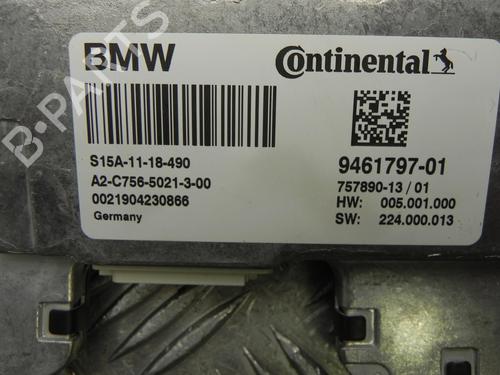 BMW
Continental
S15A-11-18-490
A2-C756-5021-3-00
0021904230866
Germany
9461797-01
757890-13 / 01
HW: 005.001.000
SW: 224.000.013
B-PARTS